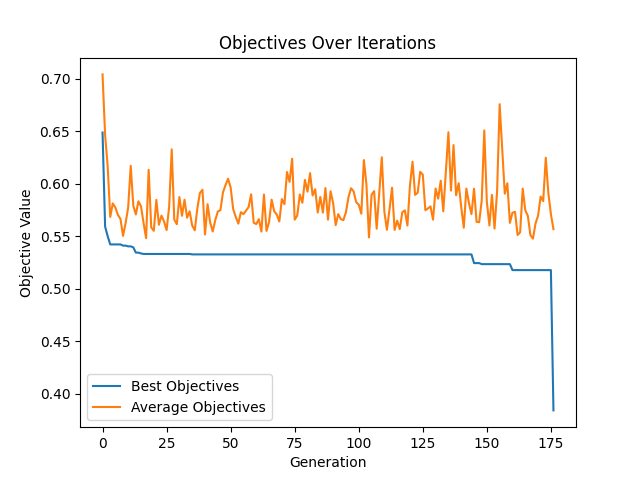 Objectives Over Iterations
Objective Value
0.70
0.65
0.60
0.55
0.50
0.45
0.40
Best Objectives
Average Objectives
0 25 50 75 100 125 150 175
Generation